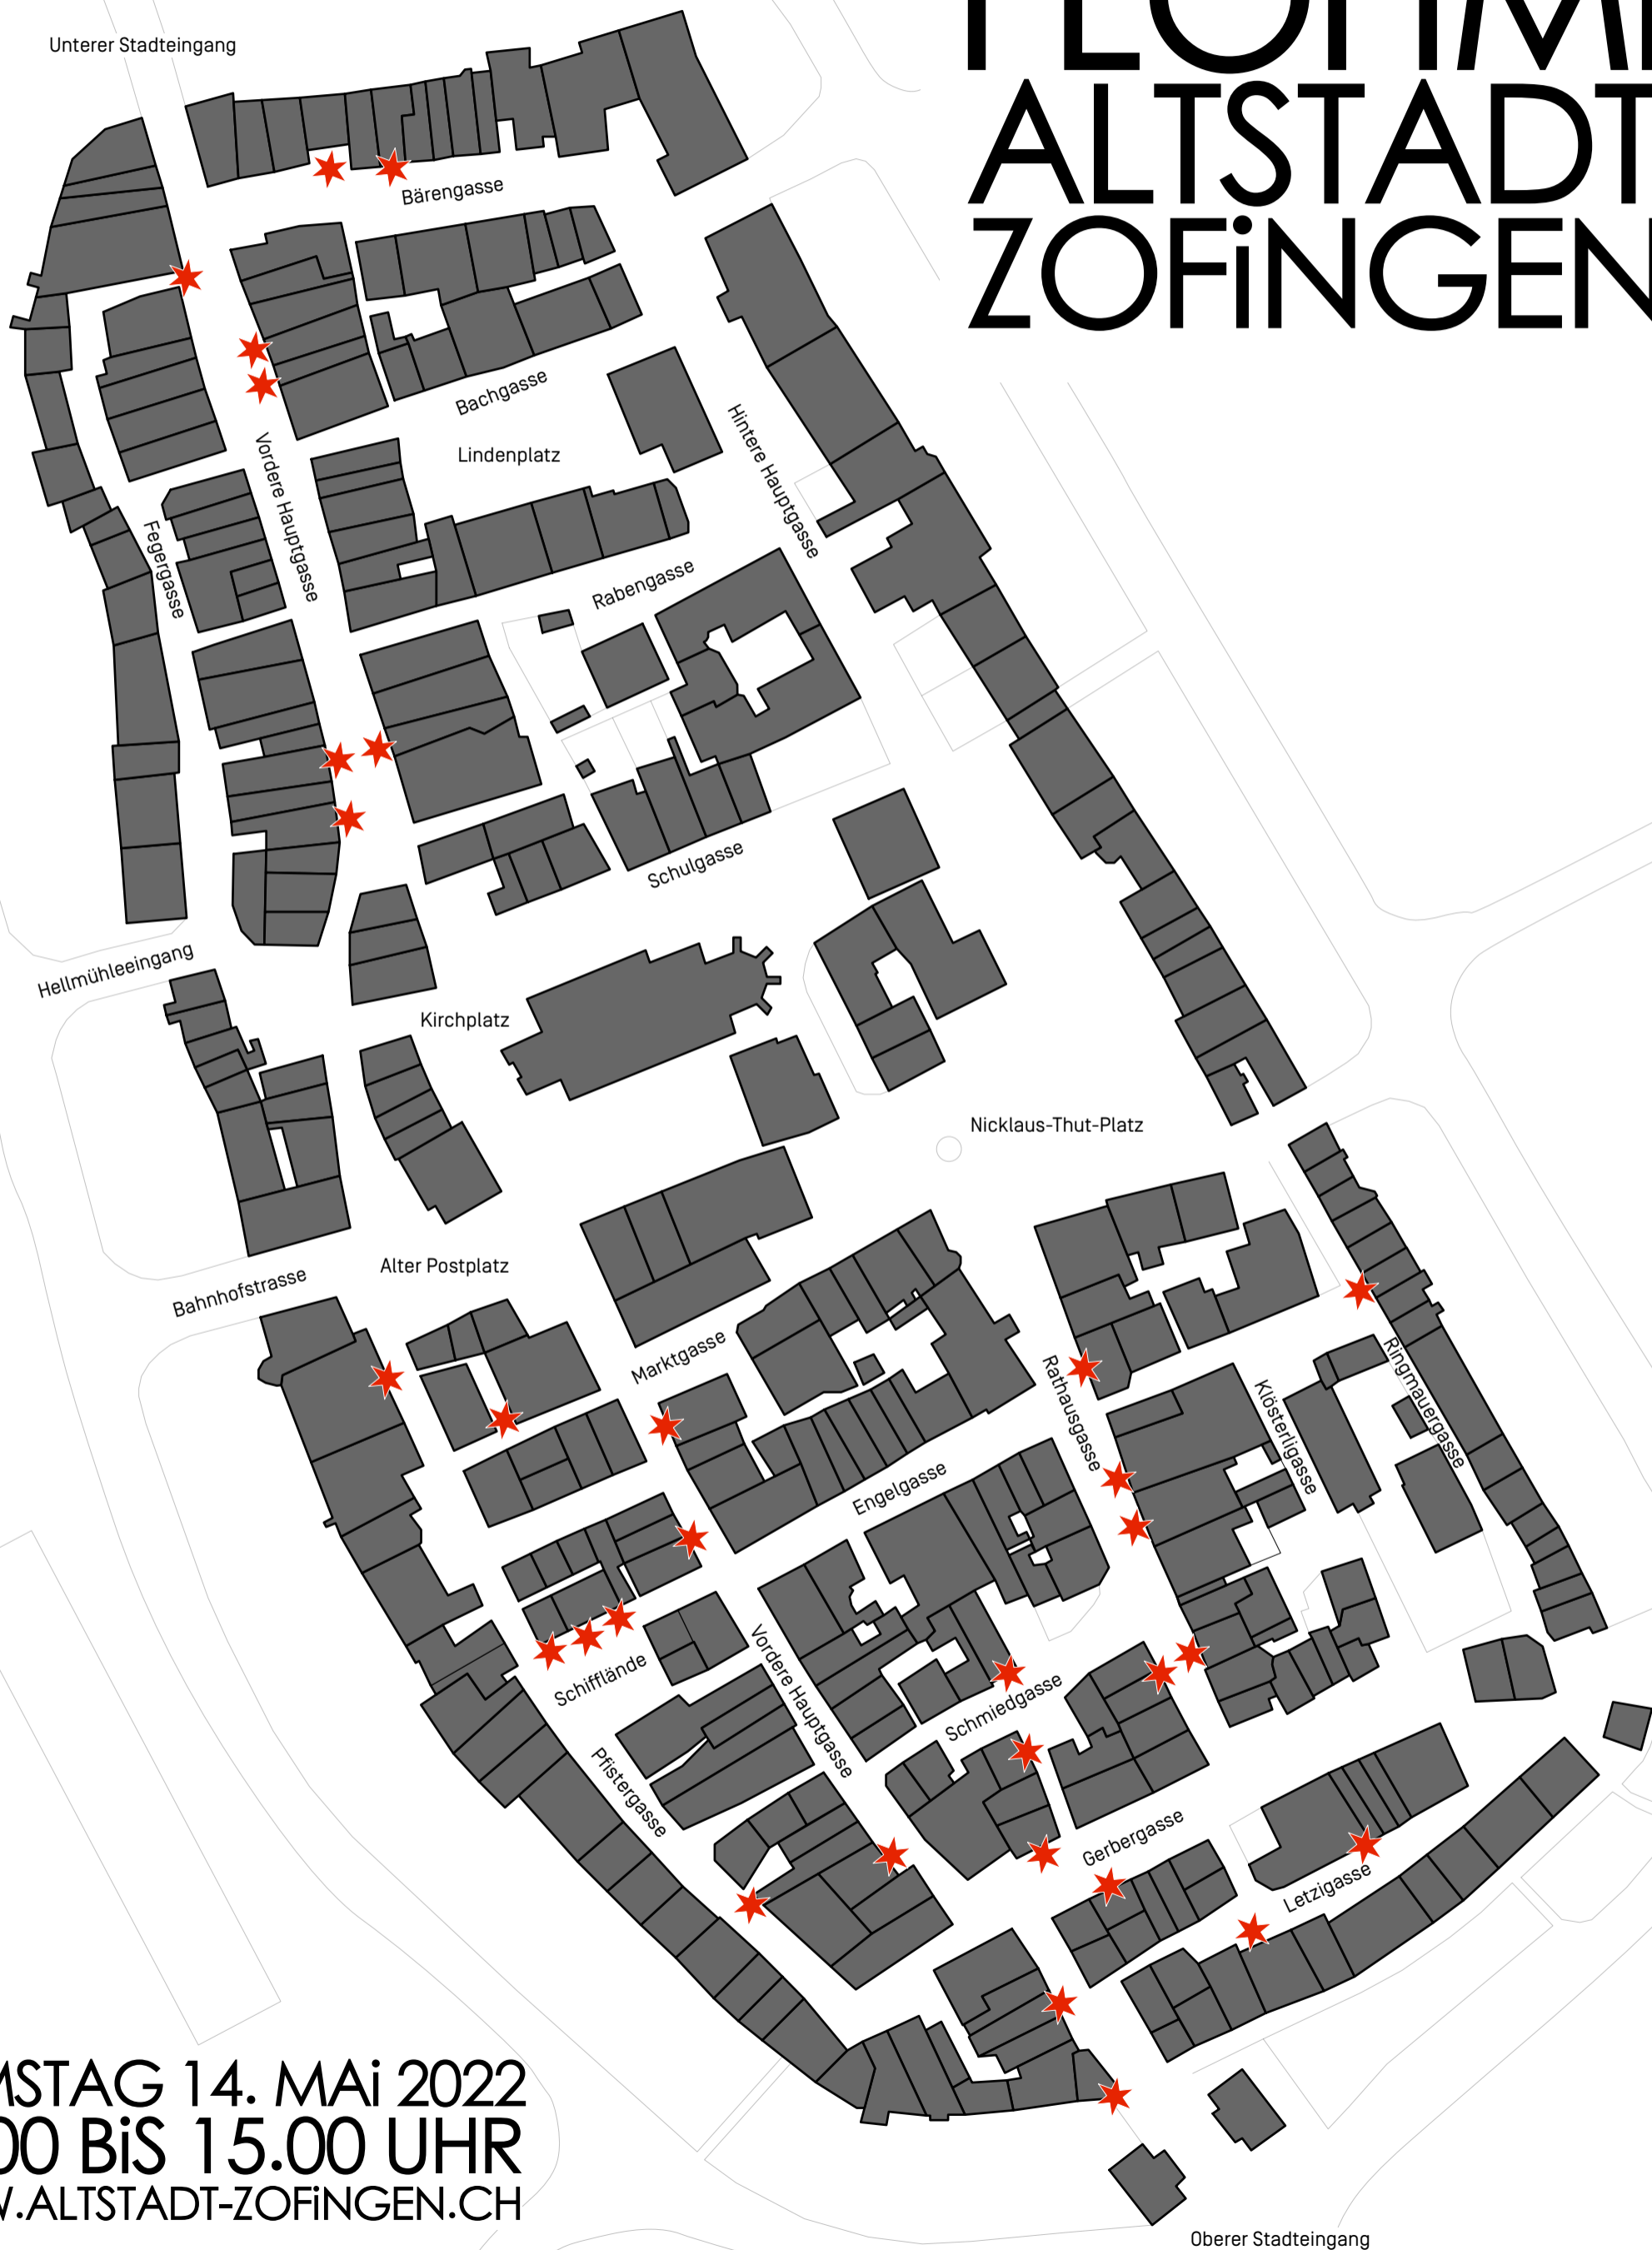 ALTSTADT
ZOFiNGEN
Unterer Stadteingang
Bärengasse
Bachgasse
Lindenplatz
Hintere Hauptgasse
Vordere Hauptgasse
Fegergasse
Rabengasse
Schulgasse
Hellmühleeingang
Kirchplatz
Nicklaus-Thut-Platz
Alter Postplatz
Bahnhofstrasse
Marktgasse
Rathausgasse
Klösterligasse
Ringmauergasse
Engelgasse
Schifflände
Vordere Hauptgasse
Schmiedgasse
Pfistergasse
Gerbergasse
Letzigasse
14. MAi 2022
00 BiS 15.00 UHR
.ALTSTADT-ZOFiNGEN.CH
Oberer Stadteingang